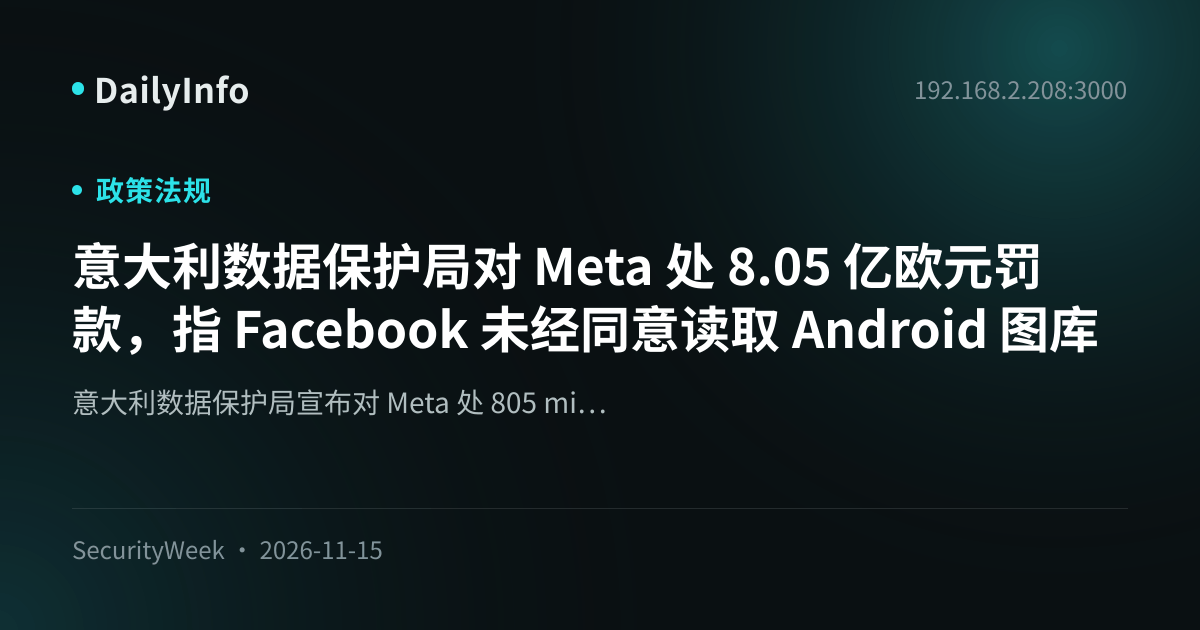 DailyInfo
192.168.2.208:3000
政策法规
意大利数据保护局对 Meta 处 8.05 亿欧元罚
款，指 Facebook 未经同意读取 Android 图库
意大利数据保护局宣布对 Meta 处 805 mi…
SecurityWeek · 2026-11-15